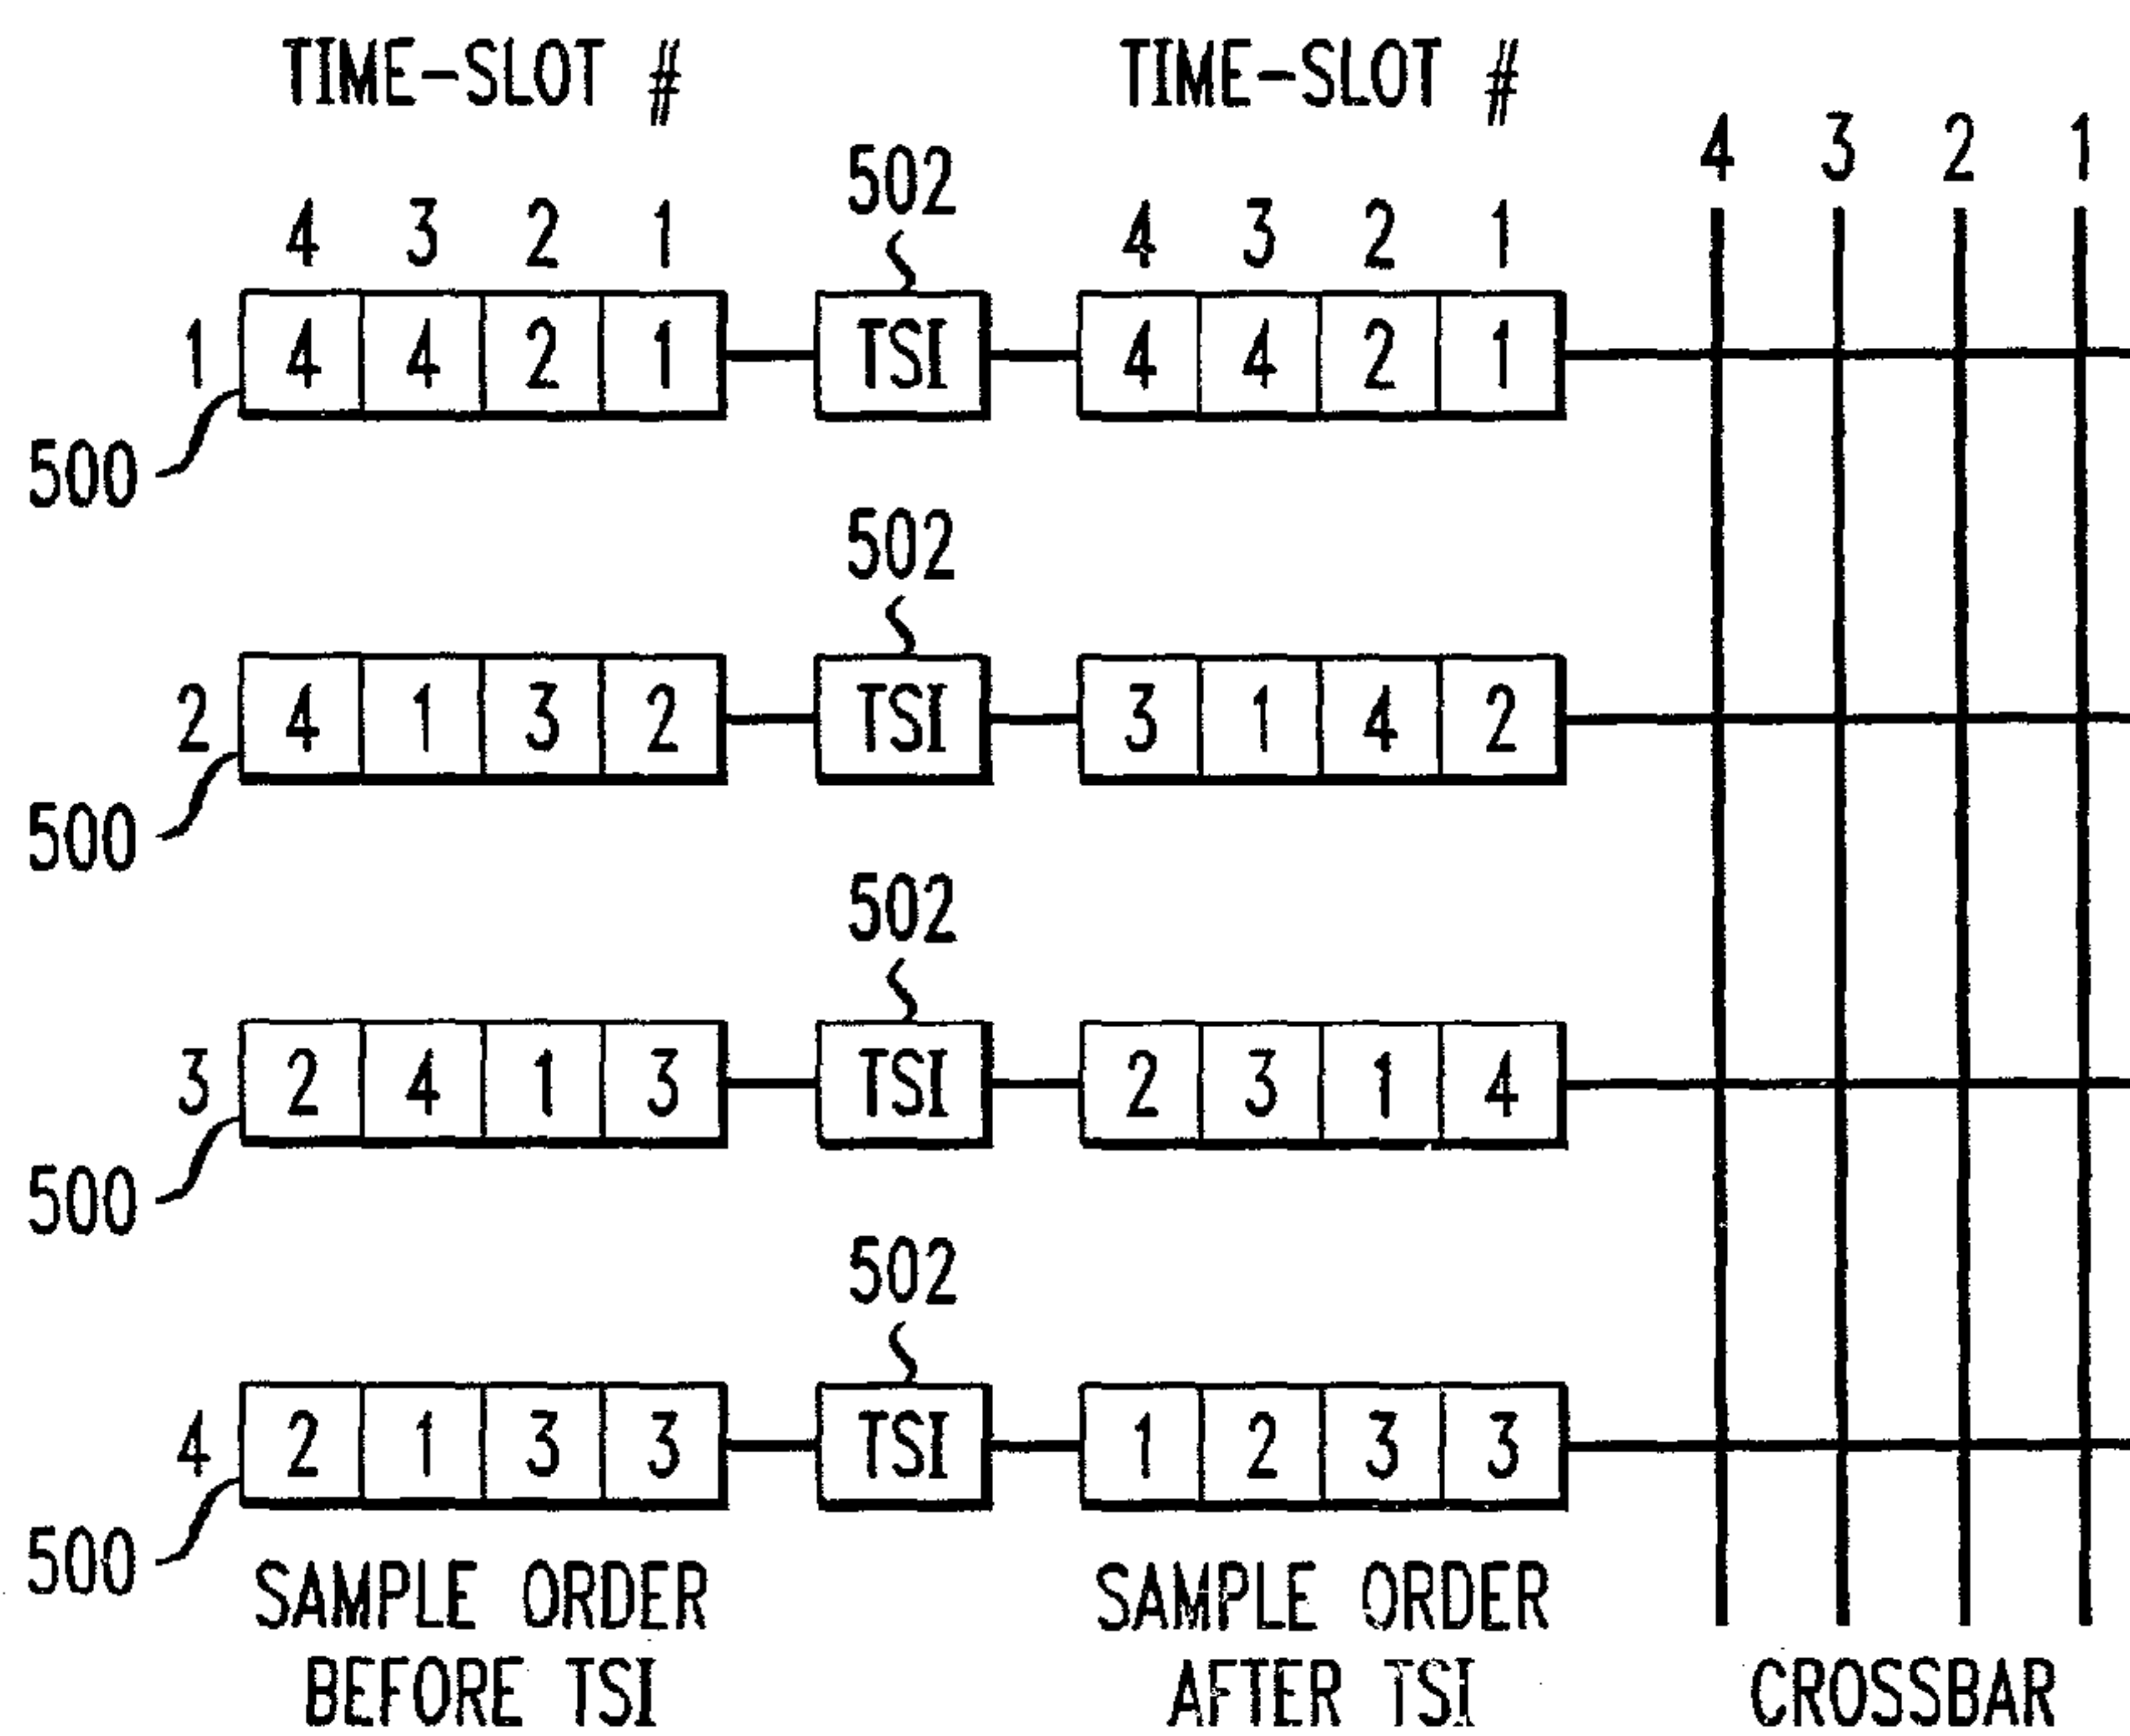 TIME-SLOT # TIME-SLOT #
4 3 2 1
502
4 3 2 1 4 3 2 1
1 4 4 2 1 TSI 4 4 2 1
500
502
2 4 1 3 2 TSI 3 1 4 2
500
502
3 2 4 1 3 TSI 2 3 1 4
500
502
4 2 1 3 3 TSI 1 2 3 3
500
SAMPLE ORDER SAMPLE ORDER
BEFORE TSI AFTER TSI CROSSBAR